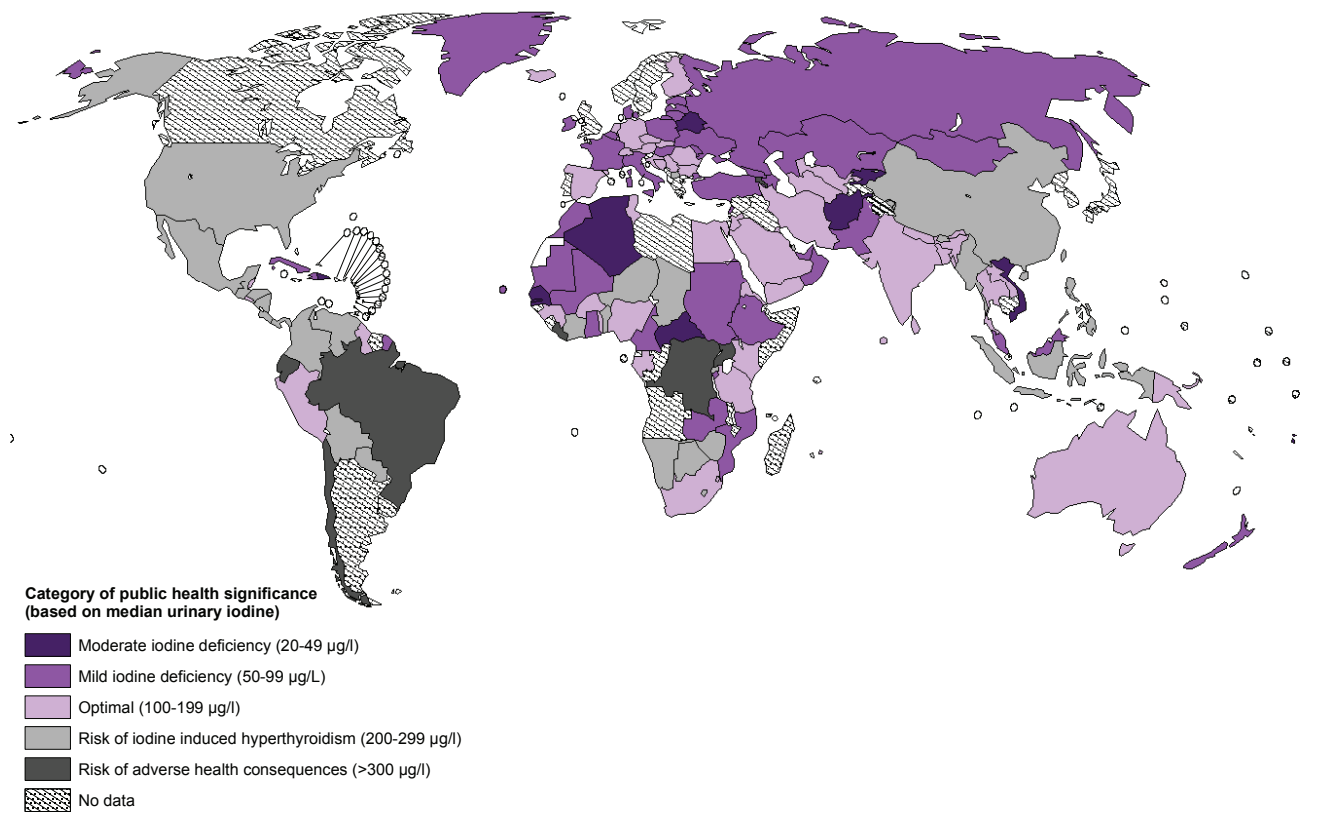 Category of public health significance
(based on median urinary iodine)
Moderate iodine deficiency (20-49 µg/l)
Mild iodine deficiency (50-99 µg/L)
Optimal (100-199 µg/l)
Risk of iodine induced hyperthyroidism (200-299 µg/l)
Risk of adverse health consequences (>300 µg/l)
No data